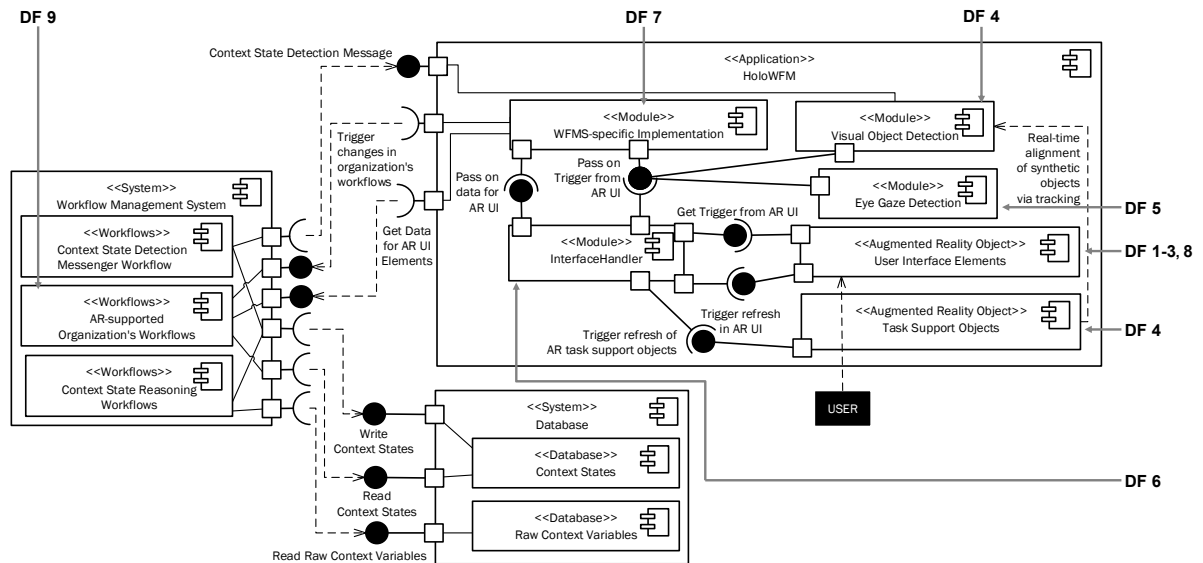 DF 9
DF 7
DF 4
Context State Detection Message
<<Application>>
HoloWFM
<<Module>>
WFMS-specific Implementation
<<Module>>
Visual Object Detection
Trigger
changes in
organization's
workflows
Pass on
data for
AR UI
Pass on
Trigger from
AR UI
Real-time
alignment
of synthetic
objects
via tracking
<<System>>
Workflow Management System
<<Module>>
Eye Gaze Detection
DF 5
<<Workflows>>
Context State Detection
Messenger Workflow
Get Data
for AR UI
Elements
Get Trigger from AR UI
<<Module>>
InterfaceHandler
<<Augmented Reality Object>>
User Interface Elements
DF 1-3, 8
<<Workflows>>
AR-supported
Organization's Workflows
Trigger refresh
in AR UI
<<Augmented Reality Object>>
Task Support Objects
DF 4
Trigger refresh of
AR task support objects
<<Workflows>>
Context State Reasoning
Workflows
USER
<<System>>
Database
Write
Context States
<<Database>>
Context States
Read
Context States
DF 6
<<Database>>
Raw Context Variables
Read Raw Context Variables